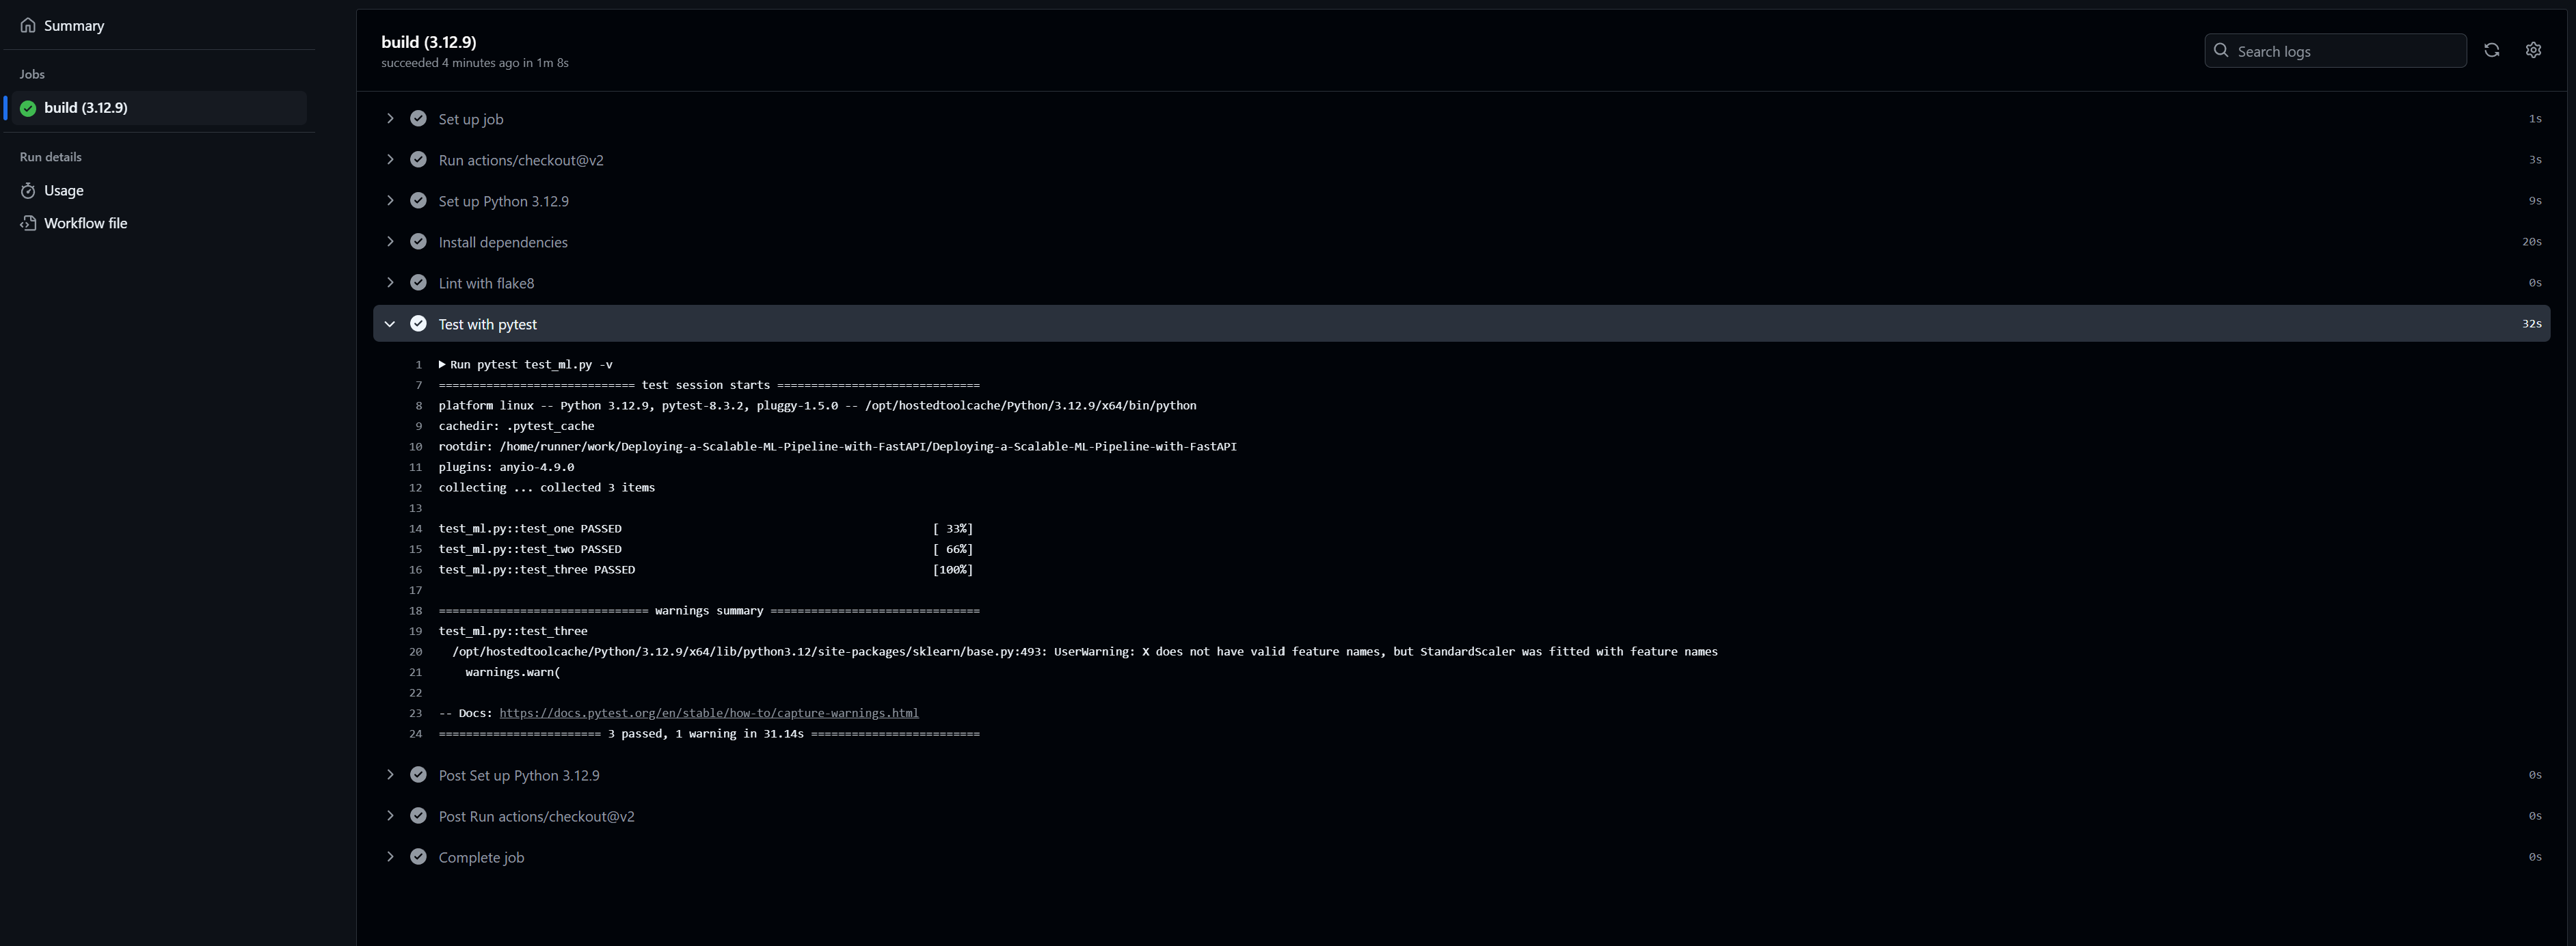 Summary
Jobs
build (3.12.9)
Run details
Usage
Workflow file
build (3.12.9)
succeeded 4 minutes ago in 1m 8s
Search logs
Set up job 1s
Run actions/checkout@v2 3s
Set up Python 3.12.9 9s
Install dependencies 20s
Lint with flake8 0s
Test with pytest 32s
1 Run pytest test_ml.py -v
7 ============================= test session starts ==============================
8 platform linux -- Python 3.12.9, pytest-8.3.2, pluggy-1.5.0 -- /opt/hostedtoolcache/Python/3.12.9/x64/bin/python
9 cachedir: .pytest_cache
10 rootdir: /home/runner/work/Deploying-a-Scalable-ML-Pipeline-with-FastAPI/Deploying-a-Scalable-ML-Pipeline-with-FastAPI
11 plugins: anyio-4.9.0
12 collecting ... collected 3 items
13
14 test_ml.py::test_one PASSED [ 33%]
15 test_ml.py::test_two PASSED [ 66%]
16 test_ml.py::test_three PASSED [100%]
17
18 =============================== warnings summary ===============================
19 test_ml.py::test_three
20 /opt/hostedtoolcache/Python/3.12.9/x64/lib/python3.12/site-packages/sklearn/base.py:493: UserWarning: X does not have valid feature names, but StandardScaler was fitted with feature names
21 warnings.warn(
22
23 -- Docs: https://docs.pytest.org/en/stable/how-to/capture-warnings.html
24 ======================== 3 passed, 1 warning in 31.14s =========================
Post Set up Python 3.12.9 0s
Post Run actions/checkout@v2 0s
Complete job 0s